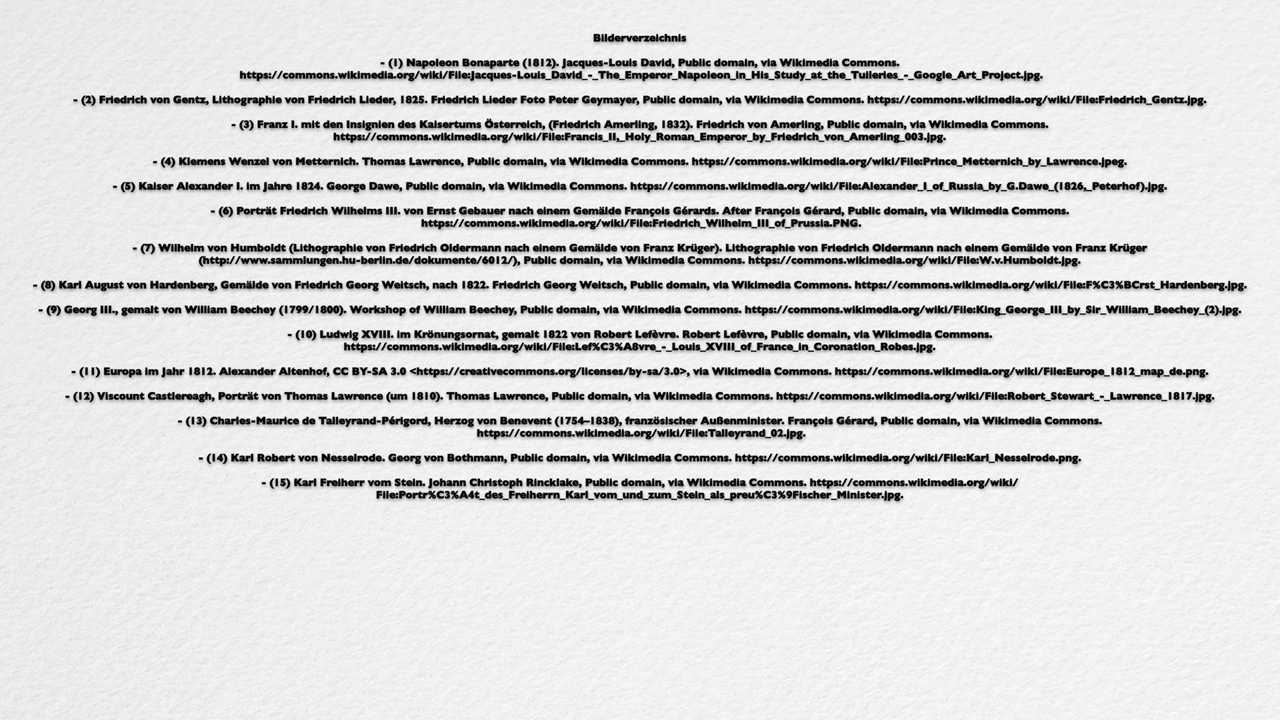 Bilderverzeichnis
- (1) Napoleon Bonaparte (1812). Jacques-Louis David, Public domain, via Wikimedia Commons.
https://commons.wikimedia.org/wiki/File:Jacques-Louis_David_-_The_Emperor_Napoleon_in_His_Study_at_the_Tuileries_-_Google_Art_Project.jpg.
- (2) Friedrich von Gentz, Lithographie von Friedrich Lieder, 1825. Friedrich Lieder Foto Peter Geymayer, Public domain, via Wikimedia Commons. https://commons.wikimedia.org/wiki/File:Friedrich_Gentz.jpg.
- (3) Franz I. mit den Insignien des Kaisertums Österreich, (Friedrich Amerling, 1832). Friedrich von Amerling, Public domain, via Wikimedia Commons.
https://commons.wikimedia.org/wiki/File:Francis_II,_Holy_Roman_Emperor_by_Friedrich_von_Amerling_003.jpg.
- (4) Klemens Wenzel von Metternich. Thomas Lawrence, Public domain, via Wikimedia Commons. https://commons.wikimedia.org/wiki/File:Prince_Metternich_by_Lawrence.jpeg.
- (5) Kaiser Alexander I. im Jahre 1824. George Dawe, Public domain, via Wikimedia Commons. https://commons.wikimedia.org/wiki/File:Alexander_I_of_Russia_by_G.Dawe_(1826,_Peterhof).jpg.
- (6) Porträt Friedrich Wilhelms III. von Ernst Gebauer nach einem Gemälde François Gérards. After François Gérard, Public domain, via Wikimedia Commons.
https://commons.wikimedia.org/wiki/File:Friedrich_Wilhelm_III_of_Prussia.PNG.
- (7) Wilhelm von Humboldt (Lithographie von Friedrich Oldermann nach einem Gemälde von Franz Krüger). Lithographie von Friedrich Oldermann nach einem Gemälde von Franz Krüger
(http://www.sammlungen.hu-berlin.de/dokumente/6012/), Public domain, via Wikimedia Commons. https://commons.wikimedia.org/wiki/File:W.v.Humboldt.jpg.
- (8) Karl August von Hardenberg, Gemälde von Friedrich Georg Weitsch, nach 1822. Friedrich Georg Weitsch, Public domain, via Wikimedia Commons. https://commons.wikimedia.org/wiki/File:F%C3%BCrst_Hardenberg.jpg.
- (9) Georg III., gemalt von William Beechey (1799/1800). Workshop of William Beechey, Public domain, via Wikimedia Commons. https://commons.wikimedia.org/wiki/File:King_George_III_by_Sir_William_Beechey_(2).jpg.
- (10) Ludwig XVIII. im Krönungsornat, gemalt 1822 von Robert Lefèvre. Robert Lefèvre, Public domain, via Wikimedia Commons.
https://commons.wikimedia.org/wiki/File:Lef%C3%A8vre_-_Louis_XVIII_of_France_in_Coronation_Robes.jpg.
- (11) Europa im Jahr 1812. Alexander Altenhof, CC BY-SA 3.0 <https://creativecommons.org/licenses/by-sa/3.0>, via Wikimedia Commons. https://commons.wikimedia.org/wiki/File:Europe_1812_map_de.png.
- (12) Viscount Castlereagh, Porträt von Thomas Lawrence (um 1810). Thomas Lawrence, Public domain, via Wikimedia Commons. https://commons.wikimedia.org/wiki/File:Robert_Stewart_-_Lawrence_1817.jpg.
- (13) Charles-Maurice de Talleyrand-Périgord, Herzog von Benevent (1754–1838), französischer Außenminister. François Gérard, Public domain, via Wikimedia Commons.
https://commons.wikimedia.org/wiki/File:Talleyrand_02.jpg.
- (14) Karl Robert von Nesselrode. Georg von Bothmann, Public domain, via Wikimedia Commons. https://commons.wikimedia.org/wiki/File:Karl_Nesselrode.png.
- (15) Karl Freiherr vom Stein. Johann Christoph Rincklake, Public domain, via Wikimedia Commons. https://commons.wikimedia.org/wiki/
File:Portr%C3%A4t_des_Freiherrn_Karl_vom_und_zum_Stein_als_preu%C3%9Fischer_Minister.jpg.